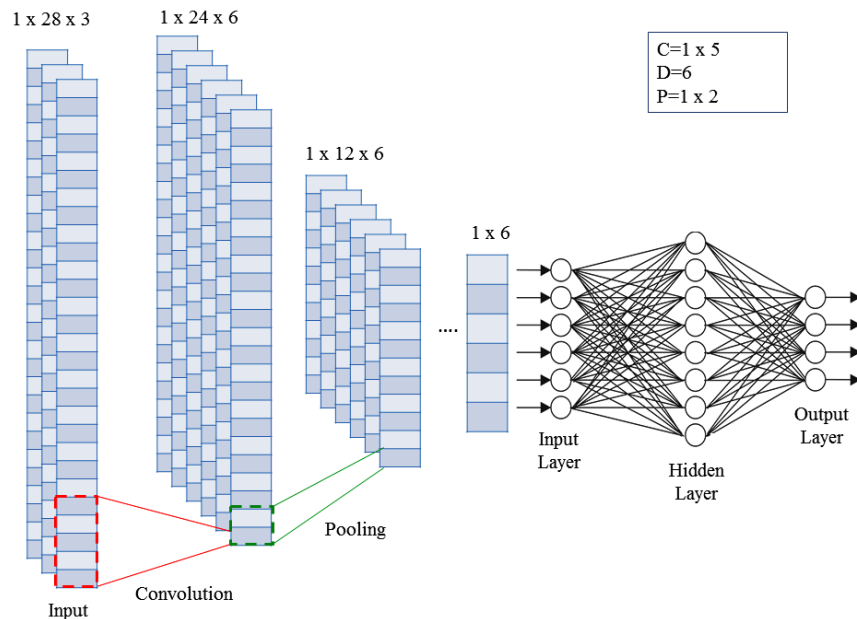 1 x 28 x 3
1 x 24 x 6
C=1 x 5
D=6
P=1 x 2
1 x 12 x 6
1 x 6
....
Input
Layer
Hidden
Layer
Output
Layer
Pooling
Convolution
Input